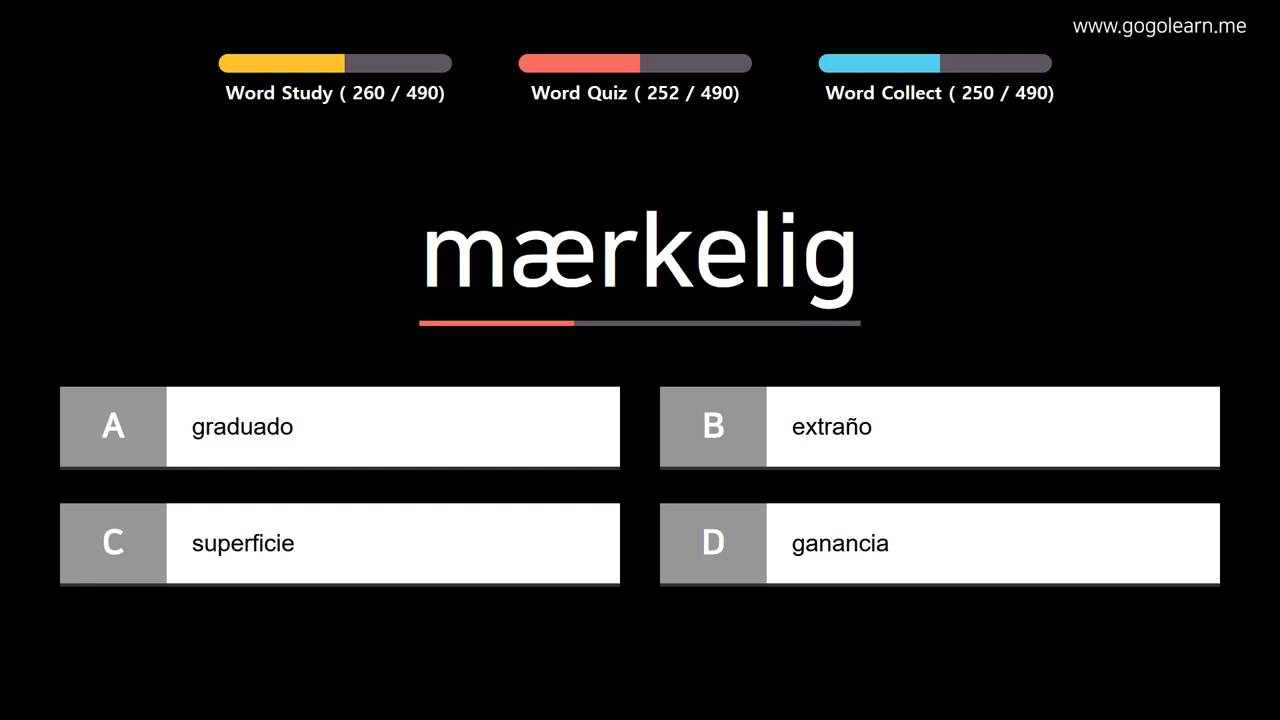 www.gogolearn.me
Word Study ( 260 / 490)
Word Quiz ( 252 / 490)
Word Collect ( 250 / 490)
mærkelig
A graduado
B extraño
C superficie
D ganancia